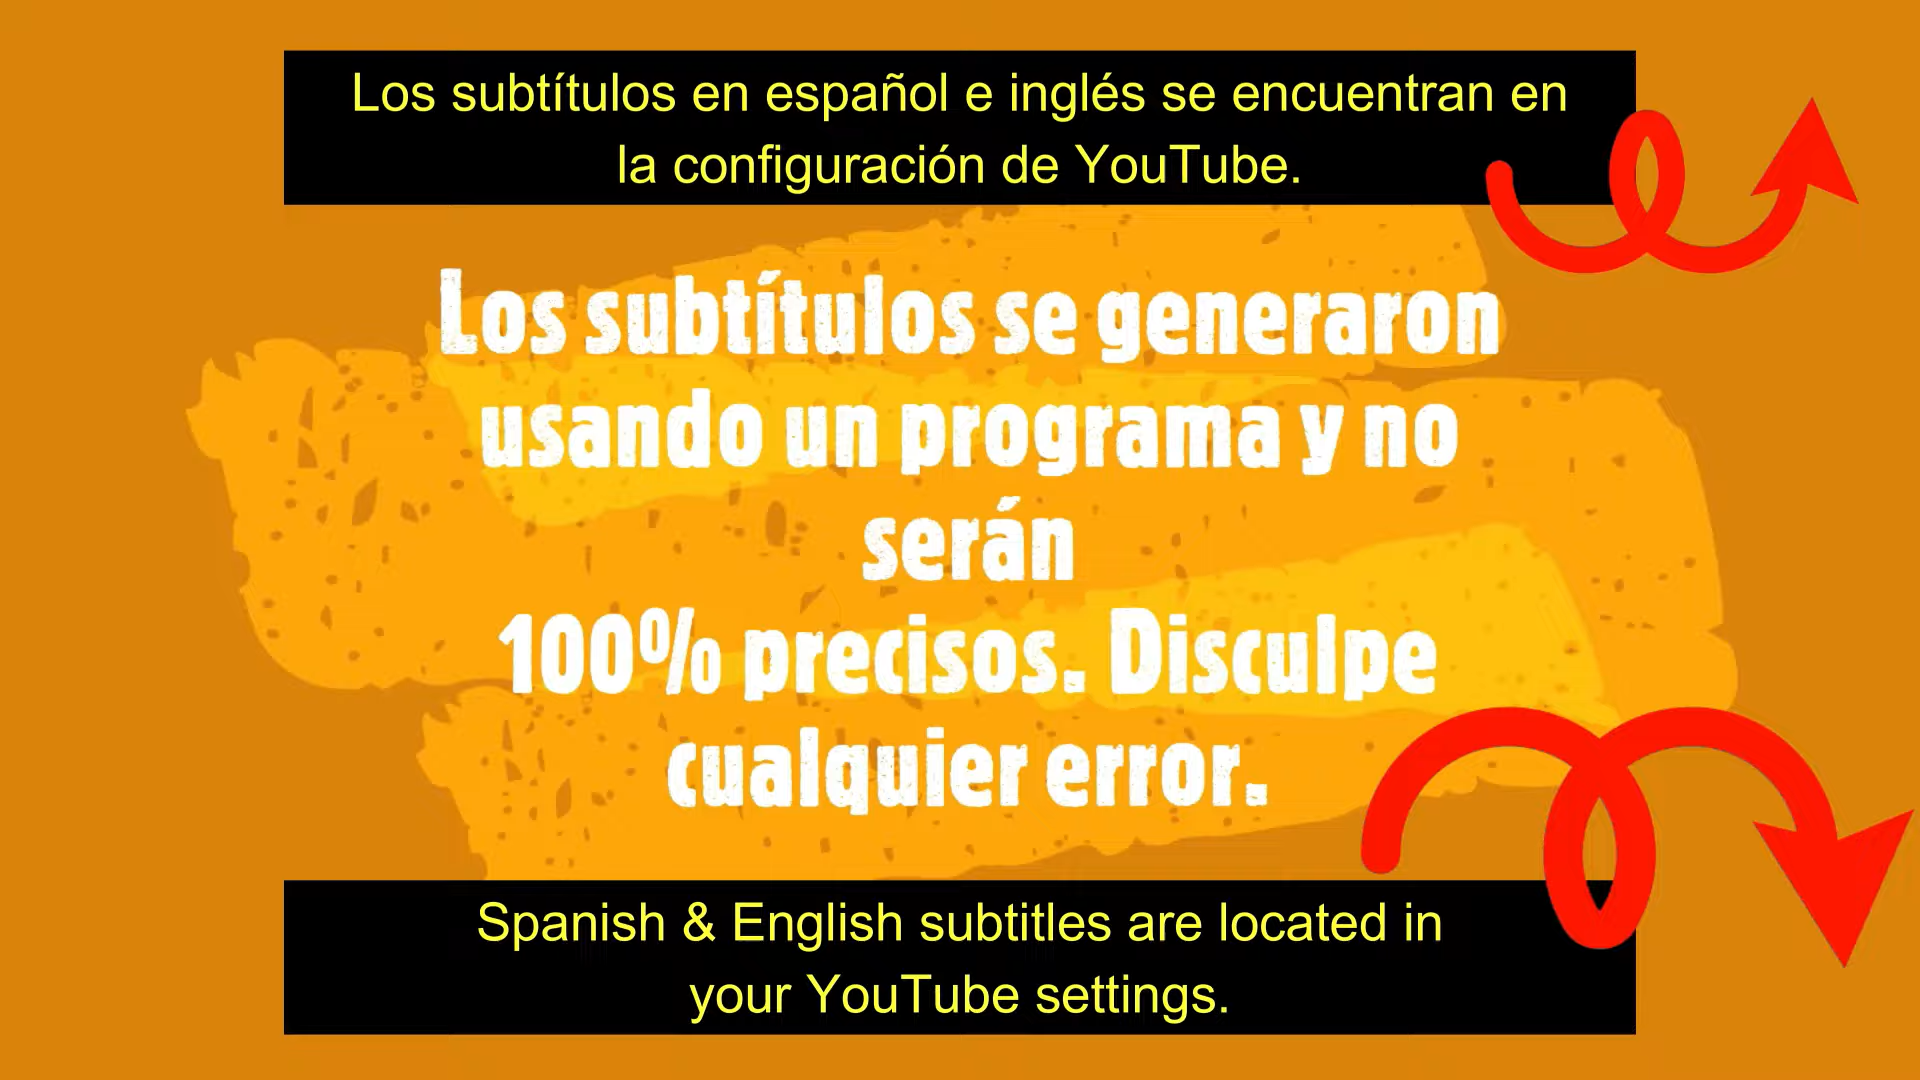 Los subtítulos en español e inglés se encuentran en
la configuración de YouTube.
Los subtítulos se generaron
usando un programa y no
serán
100% precisos. Disculpe
cualquier error.
Spanish & English subtitles are located in
your YouTube settings.